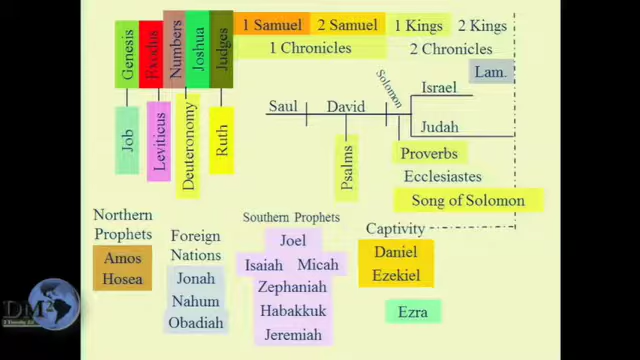 Genesis
Exodus
Numbers
Joshua
Judges
1 Samuel
2 Samuel
1 Kings
2 Kings
1 Chronicles
2 Chronicles
Lam.
Job
Leviticus
Deuteronomy
Ruth
Saul
David
Solomon
Israel
Judah
Psalms
Proverbs
Ecclesiastes
Song of Solomon
Northern
Prophets
Amos
Hosea
Foreign
Nations
Jonah
Nahum
Obadiah
Southern Prophets
Joel
Isaiah Micah
Zephaniah
Habakkuk
Jeremiah
Captivity
Daniel
Ezekiel
Ezra
DM2